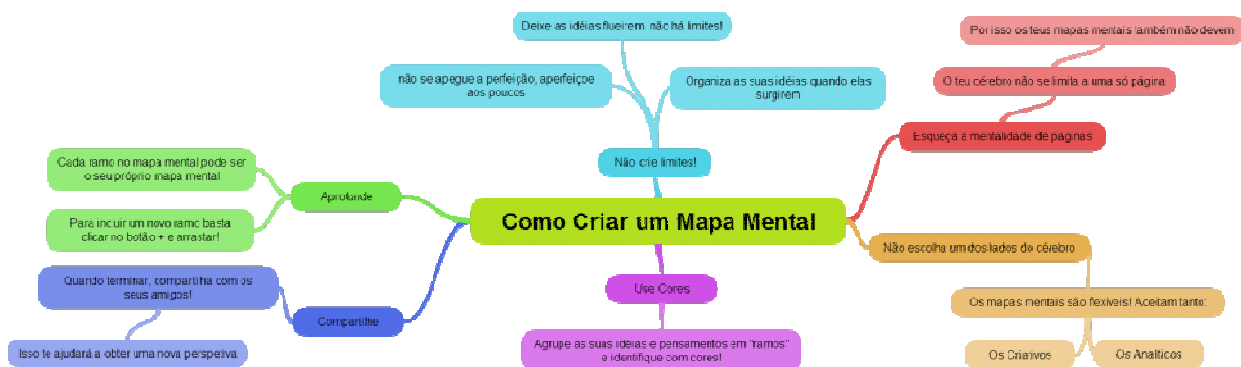 Deixe as idéias flueirem, não há limites!
não se apegue a perfeição, aperfeiçoe
aos poucos
Organiza as suas idéias quando elas
surgirem
Não crie limites!
Por isso os teus mapas mentais também não devem
O teu cérebro não se limita a uma só página
Esqueça a mentalidade de páginas
Cada ramo no mapa mental pode ser
o seu próprio mapa mental
Aprofunde
Para incluir um novo ramo basta
clicar no botão + e arrastar!
Como Criar um Mapa Mental
Não escolha um dos lados do cérebro
Os mapas mentais são flexíveis! Aceitam tanto:
Os Criativos
Os Analíticos
Quando terminar, compartilha com os
seus amigos!
Compartilhe
Isso te ajudará a obter uma nova perspetiva
Use Cores
Agrupe as suas ideias e pensamentos em "ramos"
e identifique com cores!